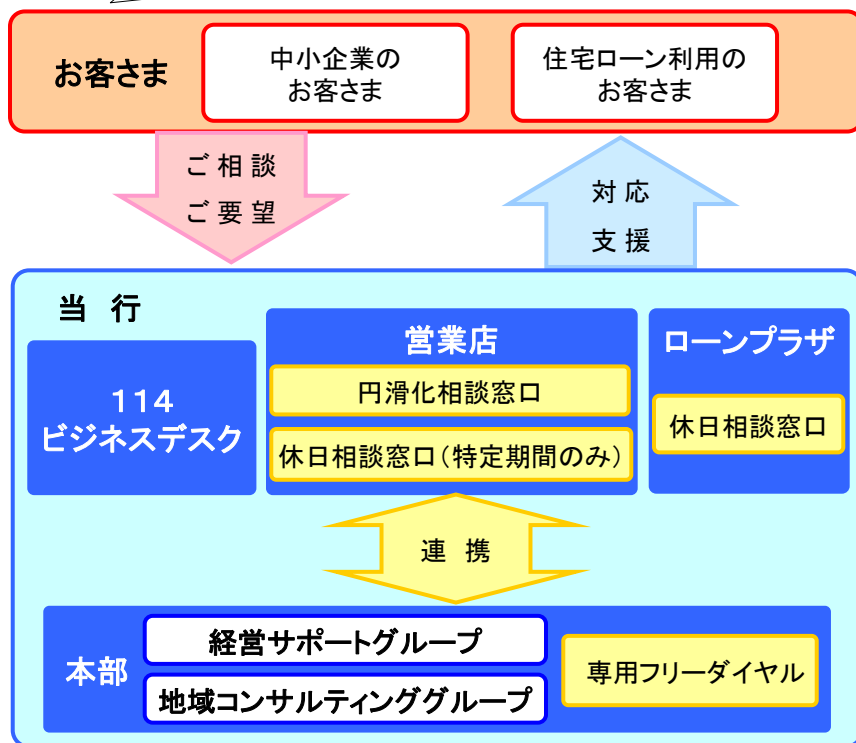 お客さま
中小企業の
お客さま
住宅ローン利用の
お客さま
ご相談
ご要望
対応
支援
当 行
114
ビジネスデスク
営業店
円滑化相談窓口
休日相談窓口(特定期間のみ)
ローンプラザ
休日相談窓口
連 携
本部
経営サポートグループ
地域コンサルティンググループ
専用フリーダイヤル